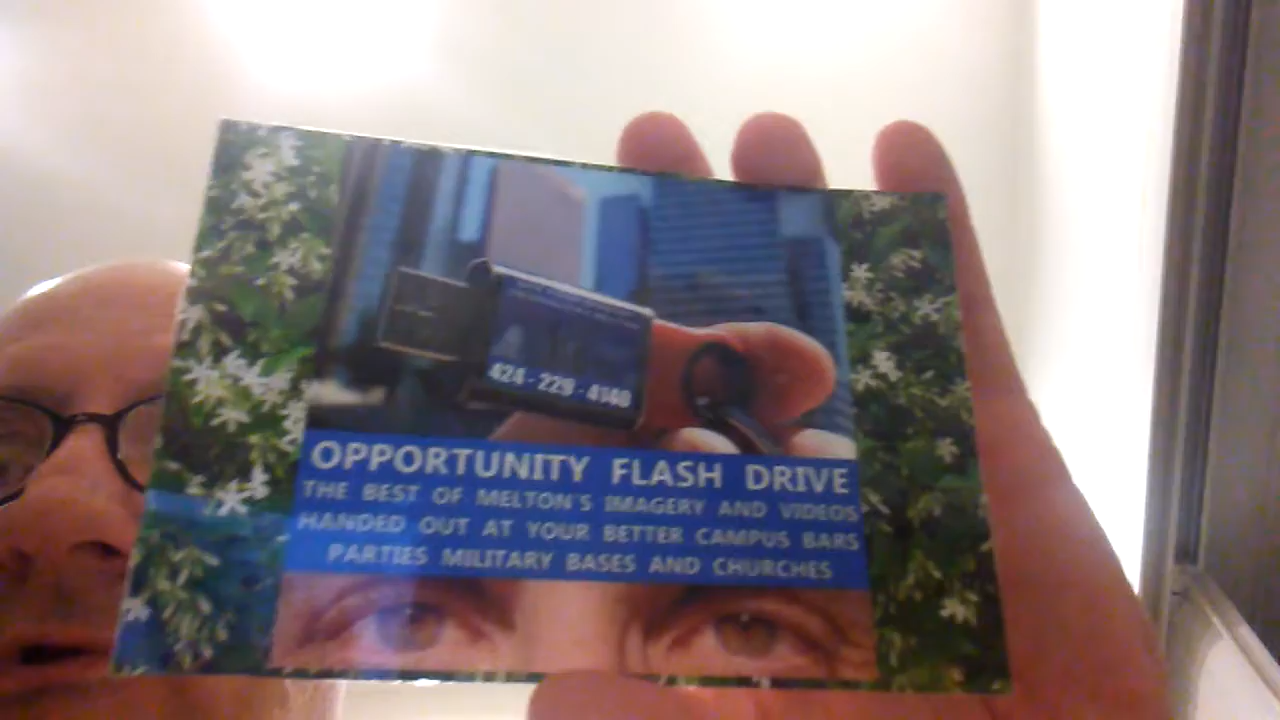 424-229-4140
OPPORTUNITY FLASH DRIVE
THE BEST OF MELTON'S IMAGERY AND VIDEOS
HANDED OUT AT YOUR BETTER CAMPUS BARS
PARTIES MILITARY BASES AND CHURCHES